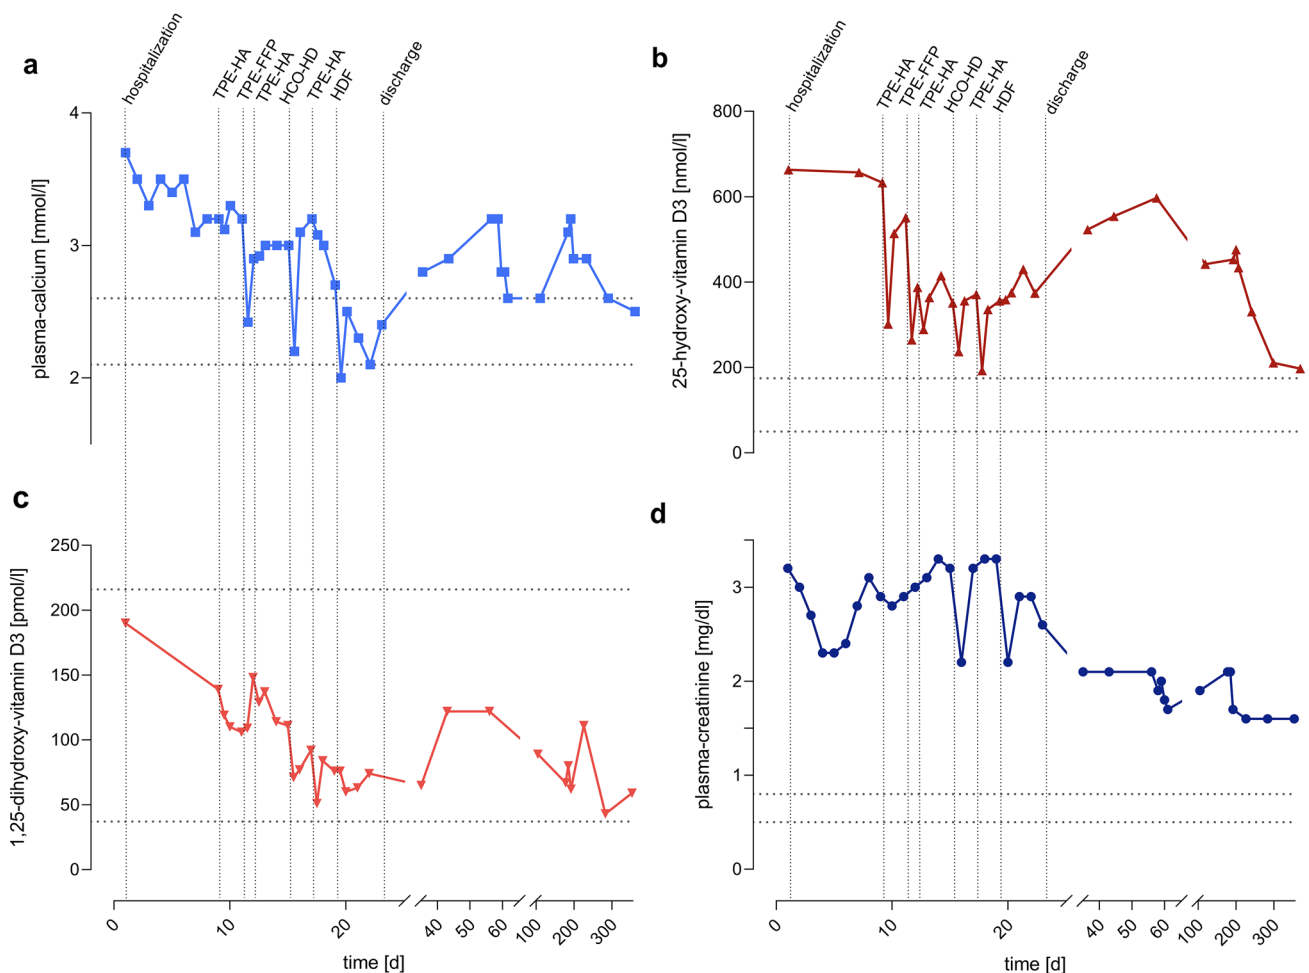 a
hospitalization
TPE-HA
TPE-FFP
TPE-HA
HCO-HD
TPE-HA
HDF
discharge
plasma-calcium [mmol/l]
4
3
2
b
hospitalization
TPE-HA
TPE-FFP
TPE-HA
HCO-HD
TPE-HA
HDF
discharge
25-hydroxy-vitamin D3 [nmol/l]
800
600
400
200
0
c
1,25-dihydroxy-vitamin D3 [pmol/l]
250
200
150
100
50
0
0
10
20
40
50
60
100
200
300
time [d]
d
plasma-creatinine [mg/dl]
3
2
1
0
0
10
20
40
50
60
100
200
300
time [d]